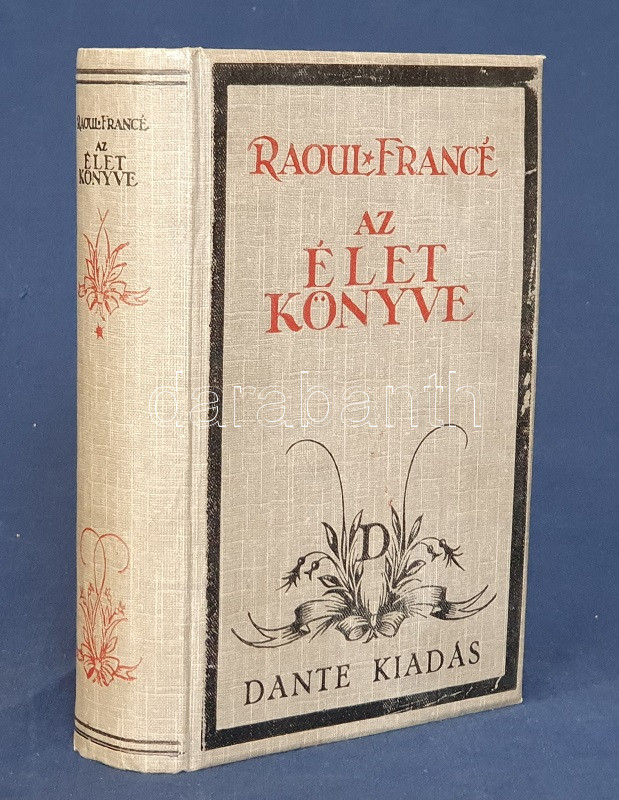 RAOUL★FRANCÉ
AZ
ÉLET
KÖNYVE
RAOUL★FRANCÉ
AZ
ÉLET
KÖNYVE
D
DANTE KIADÁS
darabanth